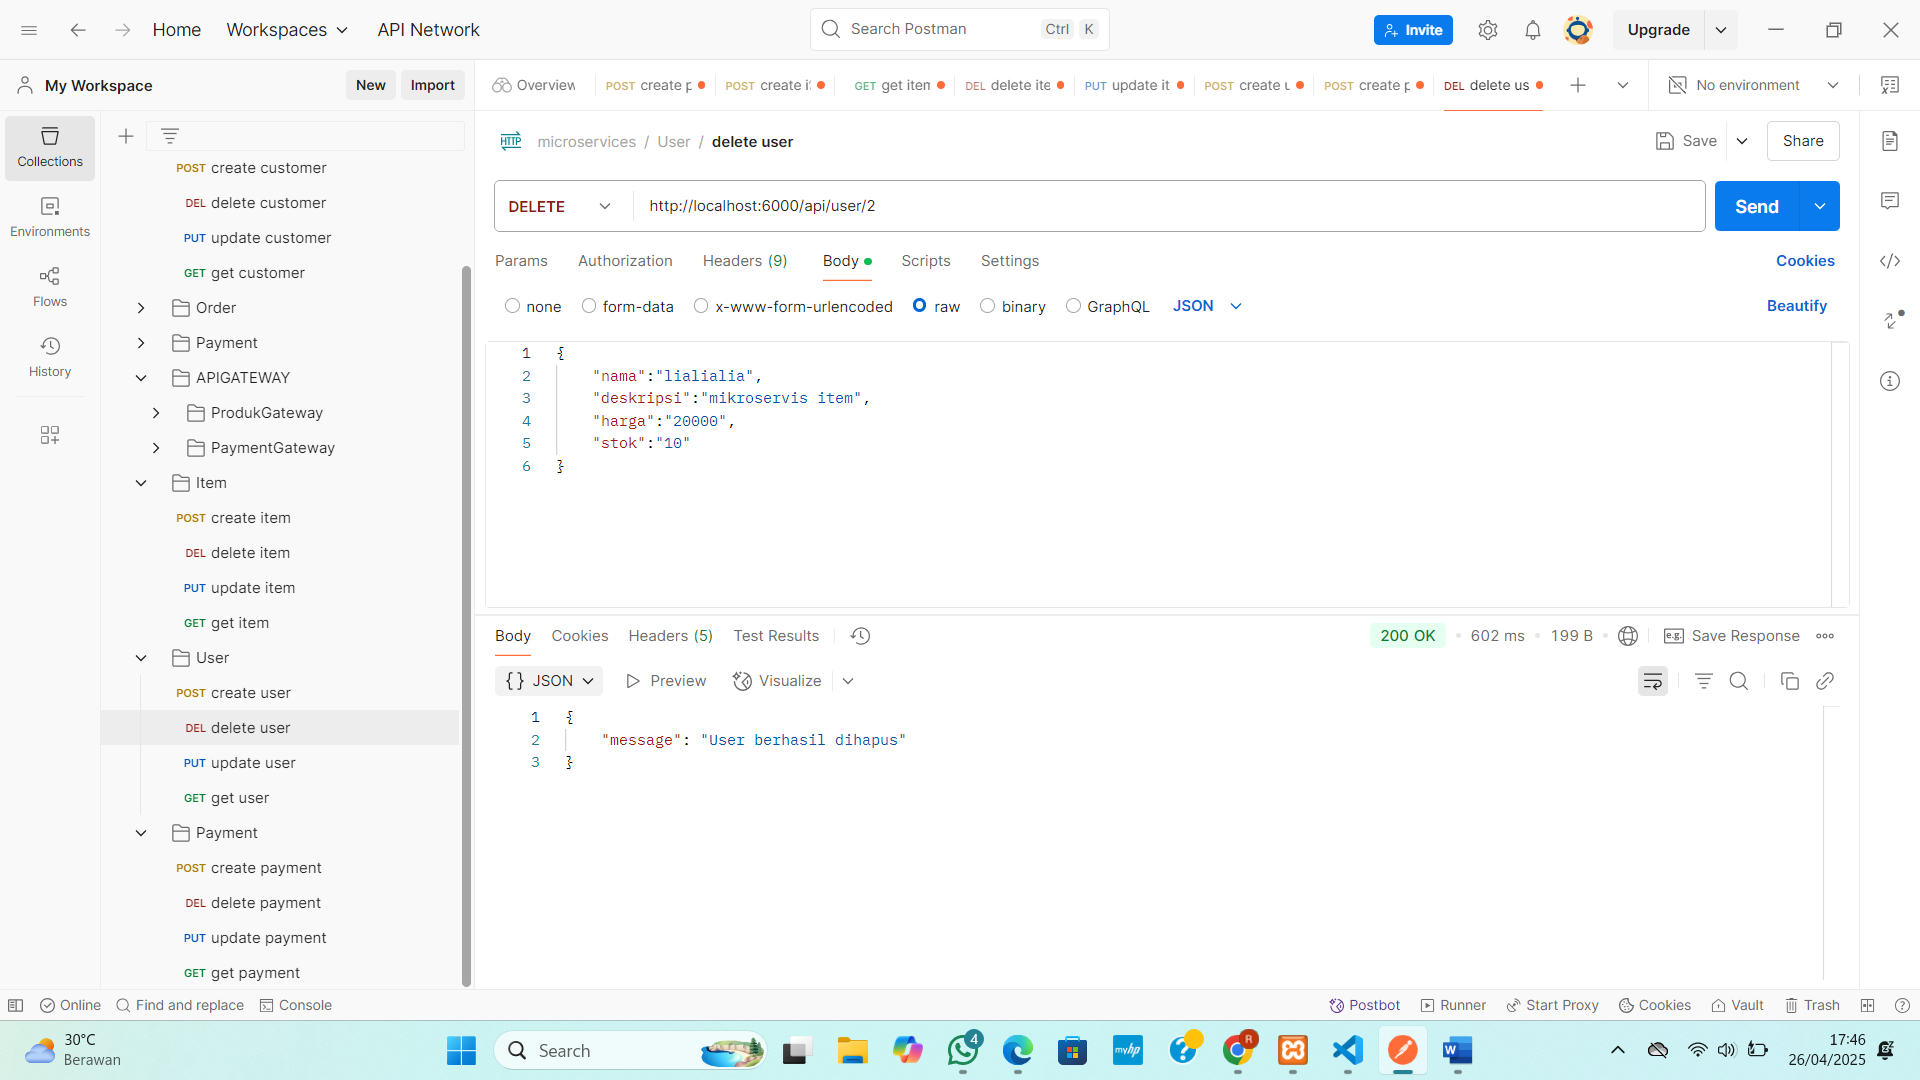 Home Workspaces API Network Search Postman Ctrl K Invite Upgrade
My Workspace New Import Overview POST create p POST create i GET get item DEL delete ite PUT update it POST create u POST create p DEL delete us No environment
Collections
Environments
Flows
History
POST create customer
DEL delete customer
PUT update customer
GET get customer
Order
Payment
APIGATEWAY
ProdukGateway
PaymentGateway
Item
POST create item
DEL delete item
PUT update item
GET get item
User
POST create user
DEL delete user
PUT update user
GET get user
Payment
POST create payment
DEL delete payment
PUT update payment
GET get payment
HTTP microservices / User / delete user Save Share
DELETE http://localhost:6000/api/user/2 Send
Params Authorization Headers (9) Body Scripts Settings Cookies
none form-data x-www-form-urlencoded raw binary GraphQL JSON Beautify
1 {
2 "nama":"lialialia",
3 "deskripsi":"mikroservis item",
4 "harga":"20000",
5 "stok":"10"
6 }
Body Cookies Headers (5) Test Results 200 OK 602 ms 199 B e.g. Save Response
{} JSON Preview Visualize
1 {
2 "message": "User berhasil dihapus"
3 }
Online Find and replace Console Postbot Runner Start Proxy Cookies Vault Trash
30°C
Berawan
Search
4
myhp
R
17:46
26/04/2025